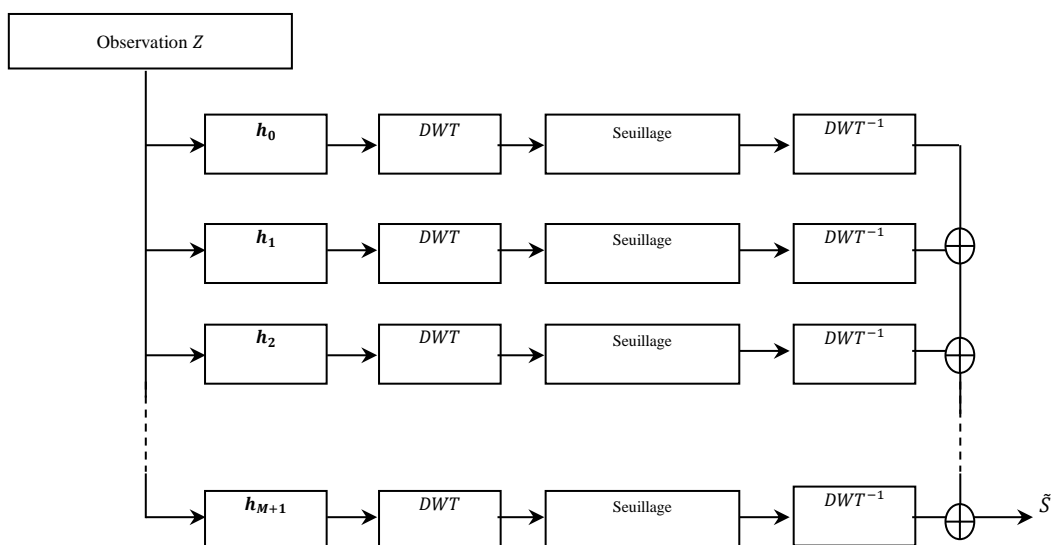 Observation Z
h₀ DWT Seuillage DWT⁻¹
h₁ DWT Seuillage DWT⁻¹
h₂ DWT Seuillage DWT⁻¹
h_{M+1} DWT Seuillage DWT⁻¹
S̃